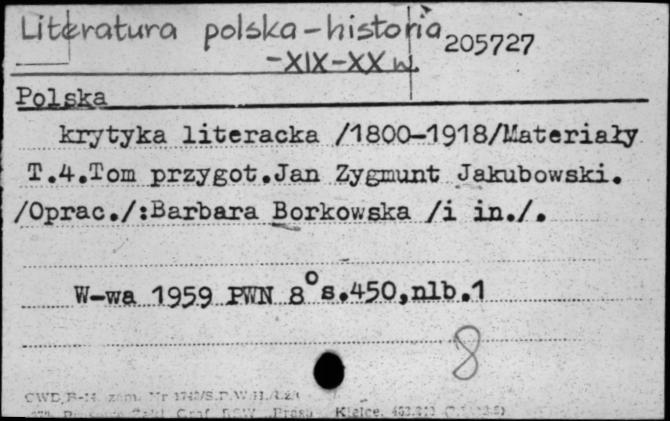 Literatura polska-historia 205727
-XIX-XX w.
Polska
krytyka literacka /1800-1918/Materiały
T.4.Tom przygot.Jan Zygmunt Jakubowski.
/Oprac./:Barbara Borkowska /i in./.
W-wa 1959 PWN 8° s.450,nlb.1
8
Kielce